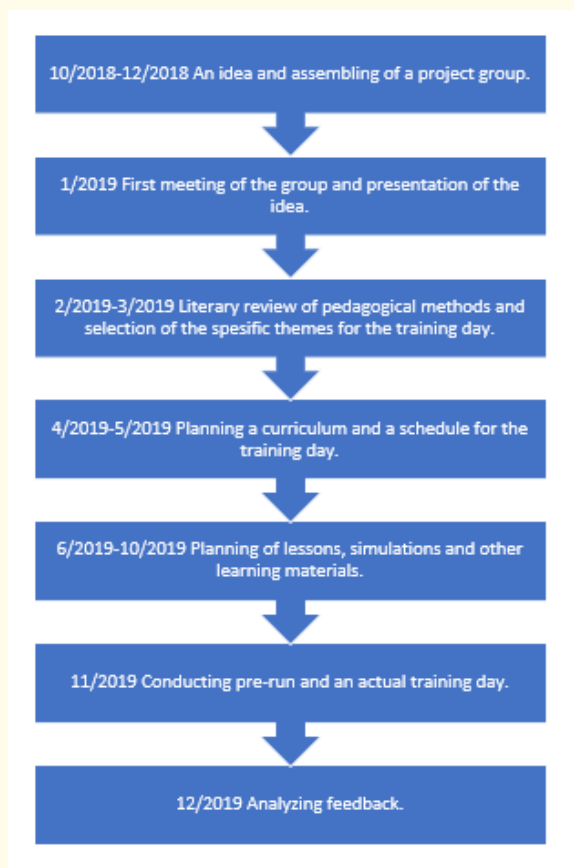 10/2018-12/2018 An idea and assembling of a project group.
1/2019 First meeting of the group and presentation of the
idea.
2/2019-3/2019 Literary review of pedagogical methods and
selection of the spesific themes for the training day.
4/2019-5/2019 Planning a curriculum and a schedule for the
training day.
6/2019-10/2019 Planning of lessons, simulations and other
learning materials.
11/2019 Conducting pre-run and an actual training day.
12/2019 Analyzing feedback.